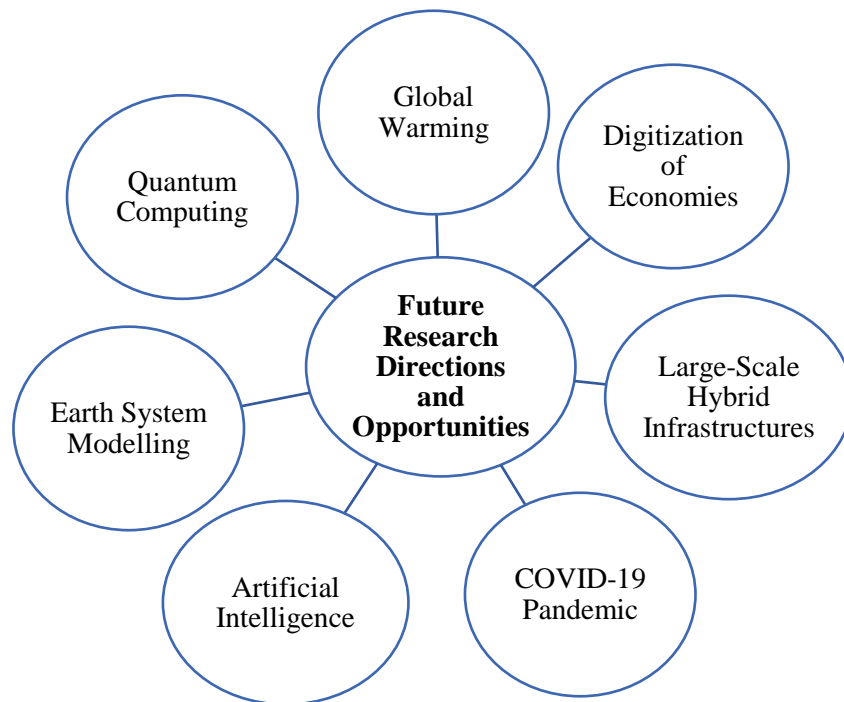 Global
Warming
Digitization
of
Economies
Quantum
Computing
Future
Research
Directions
and
Opportunities
Large-Scale
Hybrid
Infrastructures
Earth System
Modelling
COVID-19
Pandemic
Artificial
Intelligence